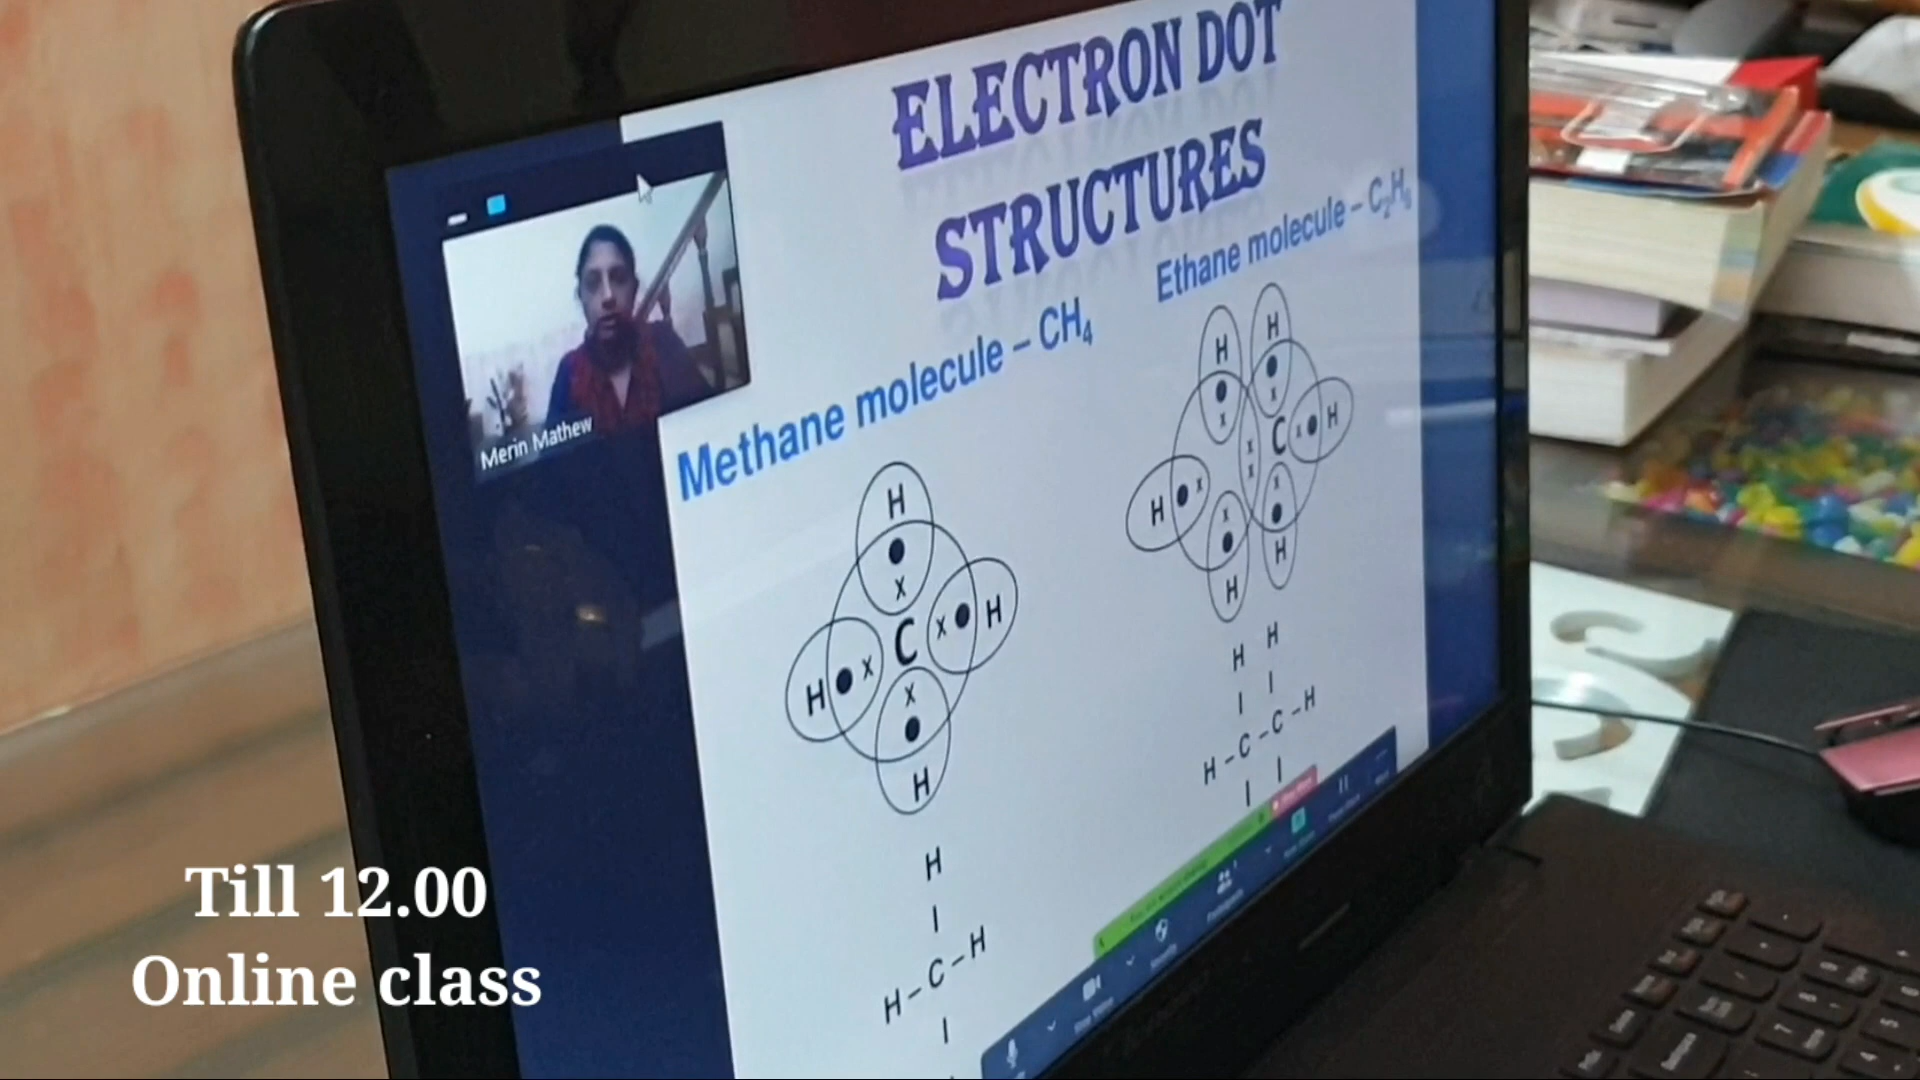 ELECTRON DOT
STRUCTURES
Merin Mathew
Methane molecule – CH₄
Ethane molecule – C₂H₆
H
x
C
x H
H x
x
H
H
C – H
H – C
H H
x x
C x H
x
x
H x
x x
H H
H H
C – H
H – C –
Till 12.00
Online class